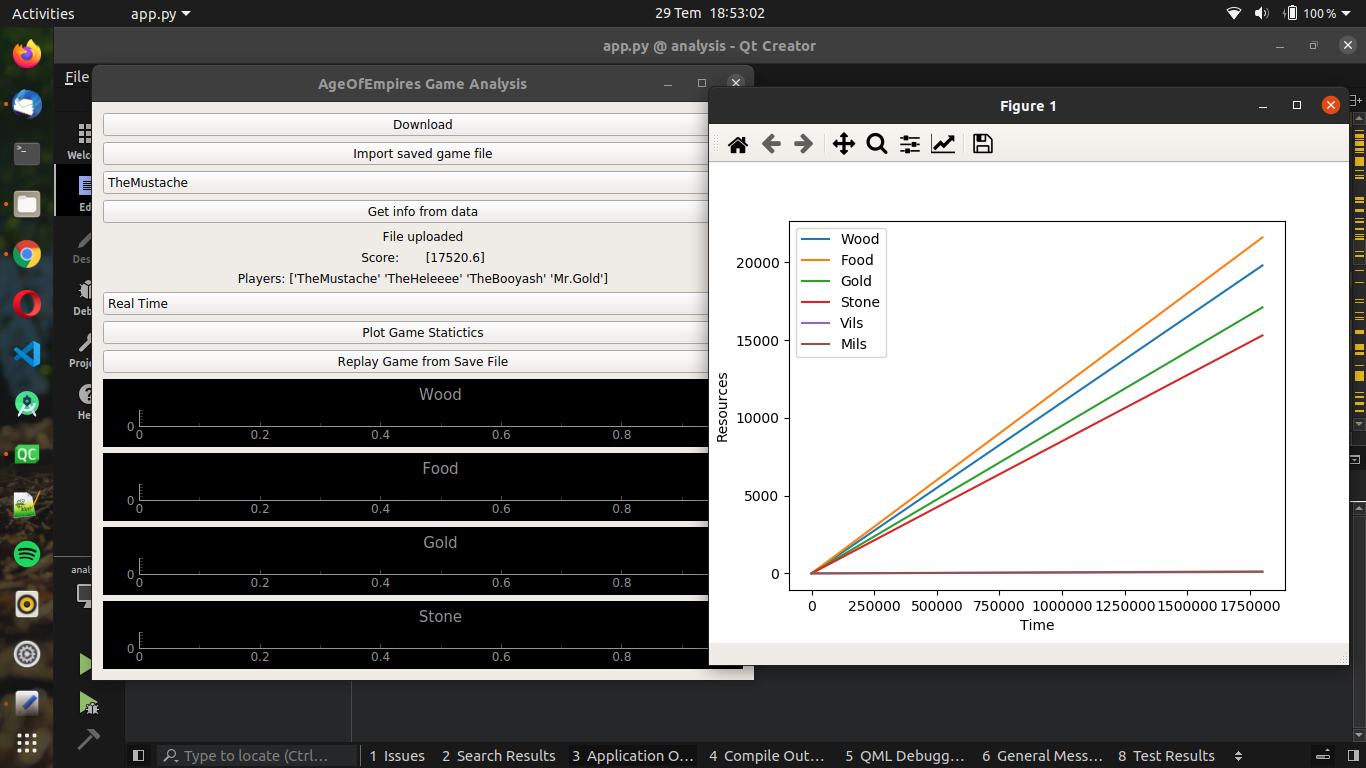 Activities
app.py
29 Tem 18:53:02
100 %
app.py @ analysis - Qt Creator
File
AgeOfEmpires Game Analysis
Download
Import saved game file
TheMustache
Get info from data
File uploaded
Score: [17520.6]
Players: ['TheMustache' 'TheHeleeee' 'TheBooyash' 'Mr.Gold']
Real Time
Plot Game Statictics
Replay Game from Save File
Wood
0
0 0.2 0.4 0.6 0.8
Food
0
0 0.2 0.4 0.6 0.8
Gold
0
0 0.2 0.4 0.6 0.8
Stone
0
0 0.2 0.4 0.6 0.8
Figure 1
Wood
Food
Gold
Stone
Vils
Mils
20000
15000
10000
5000
0
Resources
0 250000 500000 750000 1000000 1250000 1500000 1750000
Time
Welc
Ed
Des
Deb
Proje
He
analy
>_
QC
Type to locate (Ctrl...
1 Issues
2 Search Results
3 Application O...
4 Compile Out...
5 QML Debugg...
6 General Mess...
8 Test Results